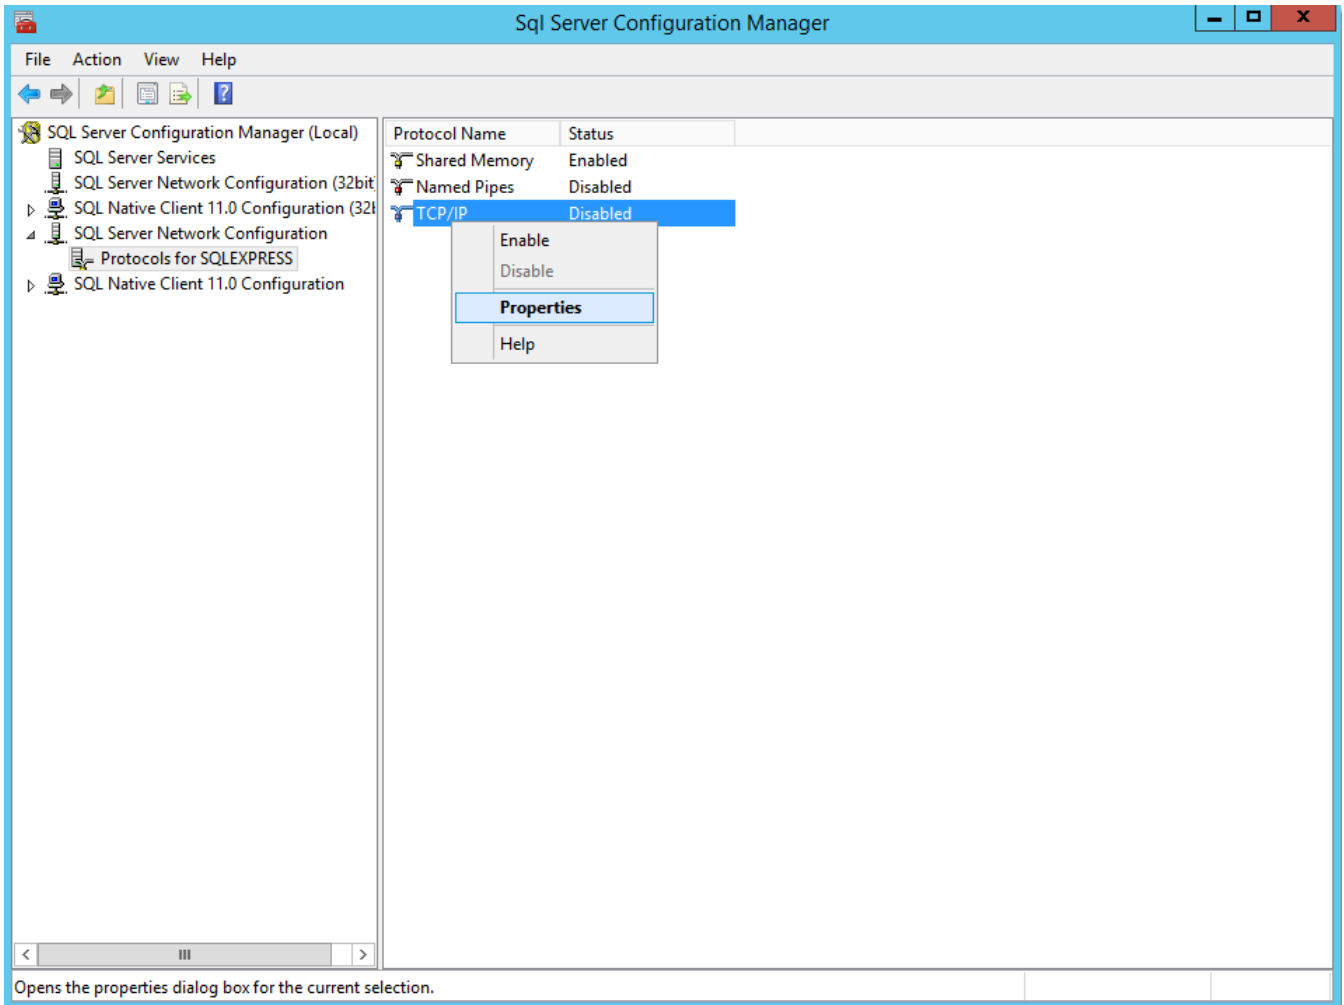 Sql Server Configuration Manager
File Action View Help
SQL Server Configuration Manager (Local)
SQL Server Services
SQL Server Network Configuration (32bit)
SQL Native Client 11.0 Configuration (32b
SQL Server Network Configuration
Protocols for SQLEXPRESS
SQL Native Client 11.0 Configuration
Protocol Name Status
Shared Memory Enabled
Named Pipes Disabled
TCP/IP Disabled
Enable
Disable
Properties
Help
Opens the properties dialog box for the current selection.